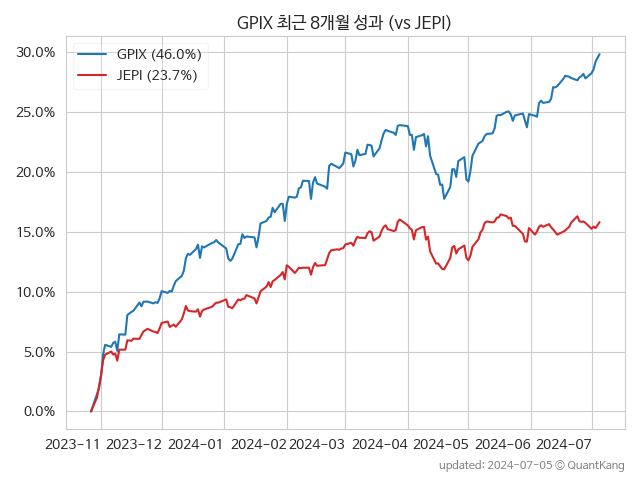 GPIX 최근 8개월 성과 (vs JEPI)
GPIX (46.0%)
JEPI (23.7%)
30.0%
25.0%
20.0%
15.0%
10.0%
5.0%
0.0%
2023-11 2023-12 2024-01 2024-02 2024-03 2024-04 2024-05 2024-06 2024-07
updated: 2024-07-05 ⓒ QuantKang